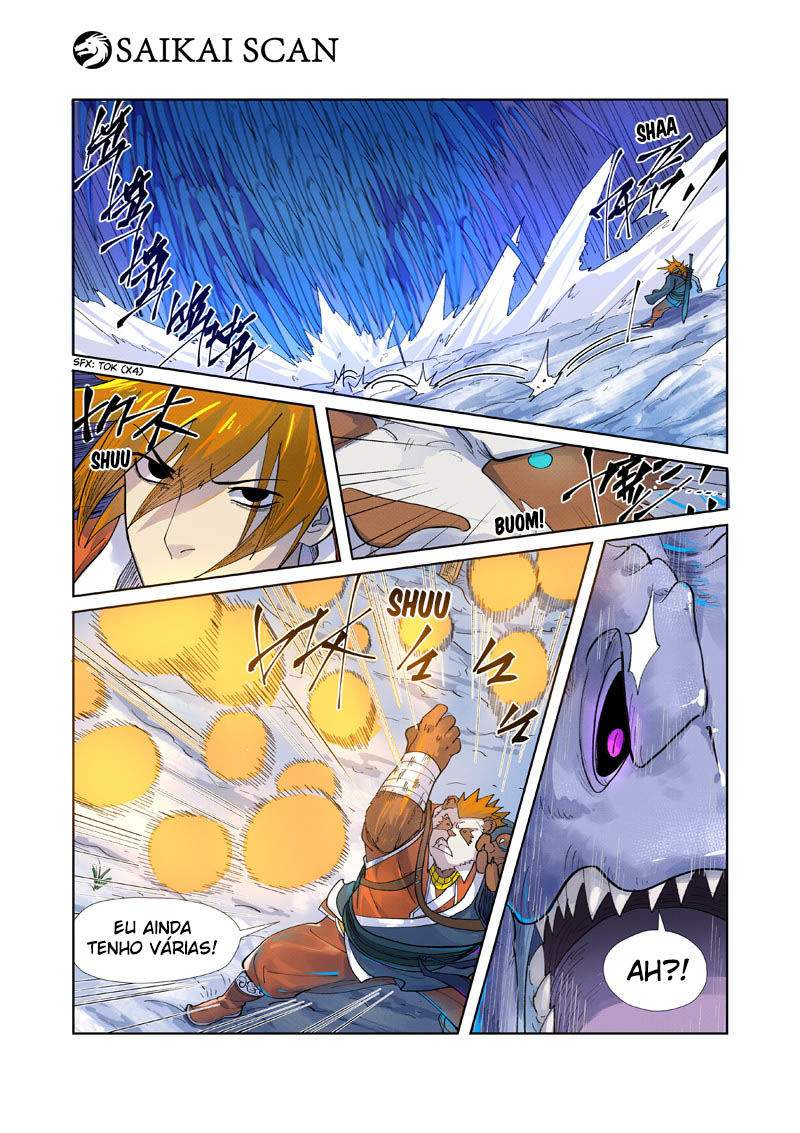 SAIKAI SCAN
SHAA
SFX: TOK (X4)
SHUU
BUOM!
SHUU
EU AINDA
TENHO VÁRIAS!
AH?!